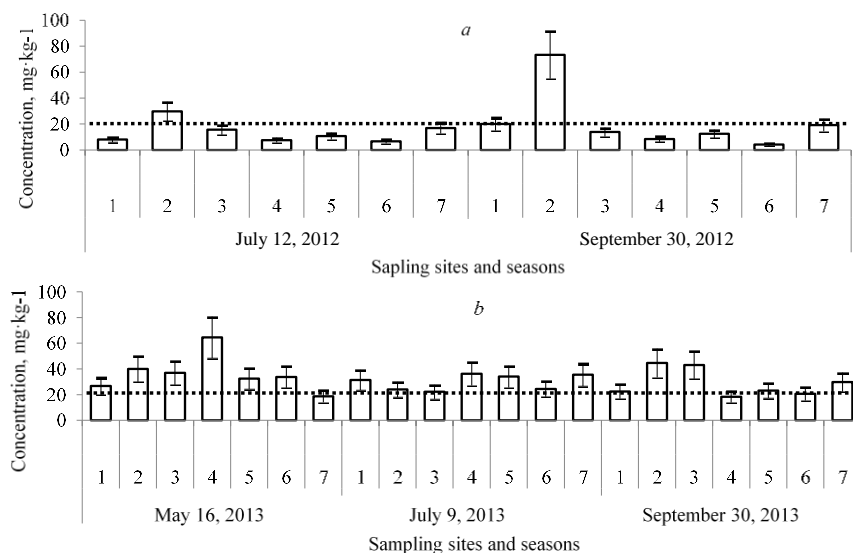 a
Concentration, mg·kg-1
100
80
60
40
20
0
1 2 3 4 5 6 7 1 2 3 4 5 6 7
July 12, 2012 September 30, 2012
Sapling sites and seasons
b
Concentration, mg·kg-1
100
80
60
40
20
0
1 2 3 4 5 6 7 1 2 3 4 5 6 7 1 2 3 4 5 6 7
May 16, 2013 July 9, 2013 September 30, 2013
Sampling sites and seasons